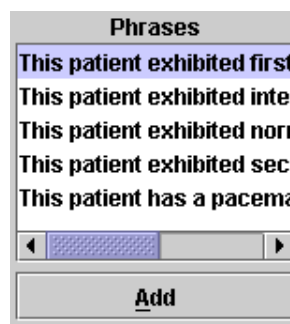 Phrases
This patient exhibited first
This patient exhibited inte
This patient exhibited nor
This patient exhibited sec
This patient has a pacema
Add